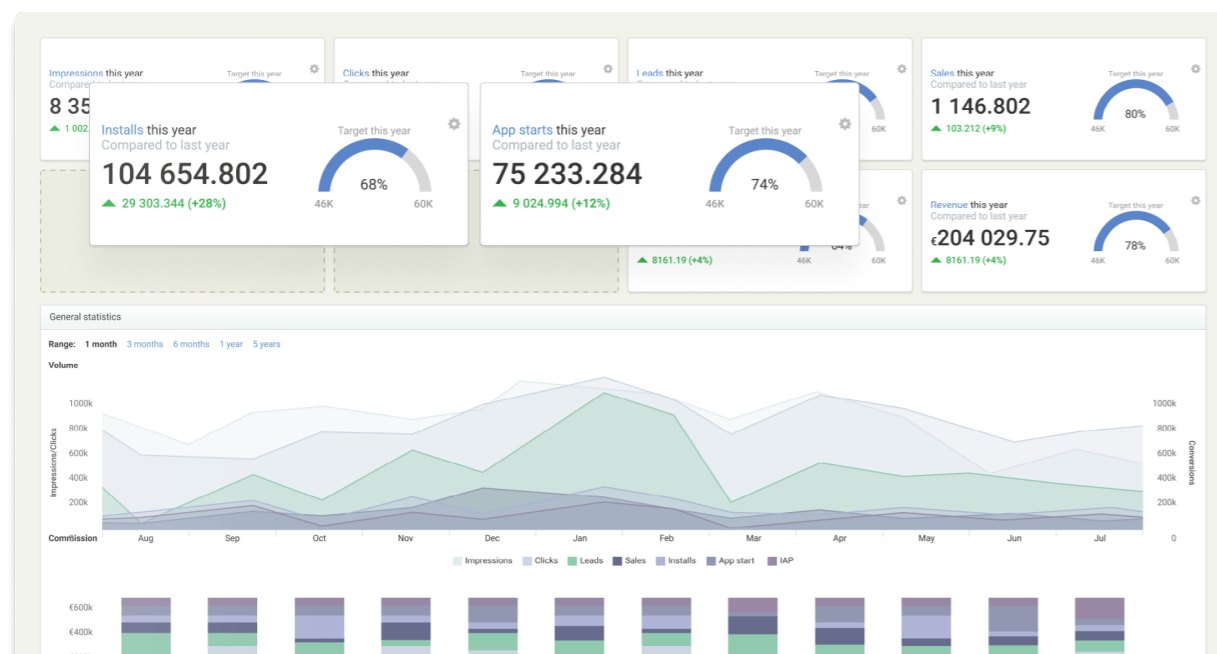 Impressions this year
Target this year
8 35
1 002.
Clicks this year
Target this year
Leads this year
Target this year
60K
Sales this year
Compared to last year
1 146.802
103.212 (+9%)
Target this year
80%
46K
60K
Installs this year
Compared to last year
104 654.802
29 303.344 (+28%)
Target this year
68%
46K
60K
App starts this year
Compared to last year
75 233.284
9 024.994 (+12%)
Target this year
74%
46K
60K
8161.19 (+4%)
46K
60K
Revenue this year
Compared to last year
€204 029.75
8161.19 (+4%)
Target this year
78%
46K
60K
General statistics
Range: 1 month 3 months 6 months 1 year 5 years
Volume
1000k
800k
600k
400k
200k
Impressions/Clicks
1000k
800k
600k
400k
200k
0
Conversions
Commission
Aug Sep Oct Nov Dec Jan Feb Mar Apr May Jun Jul
Impressions Clicks Leads Sales Installs App start IAP
€600k
€400k